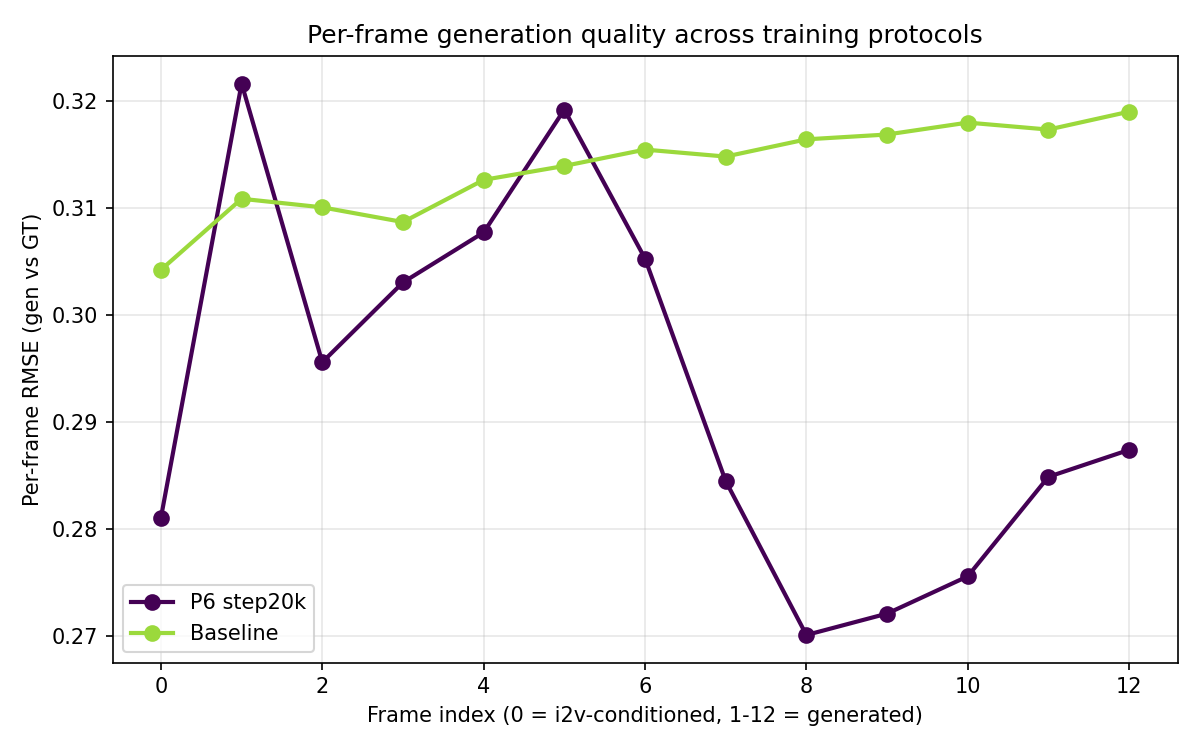 Per-frame generation quality across training protocols
Per-frame RMSE (gen vs GT)
0.32
0.31
0.30
0.29
0.28
0.27
P6 step20k
Baseline
0 2 4 6 8 10 12
Frame index (0 = i2v-conditioned, 1-12 = generated)